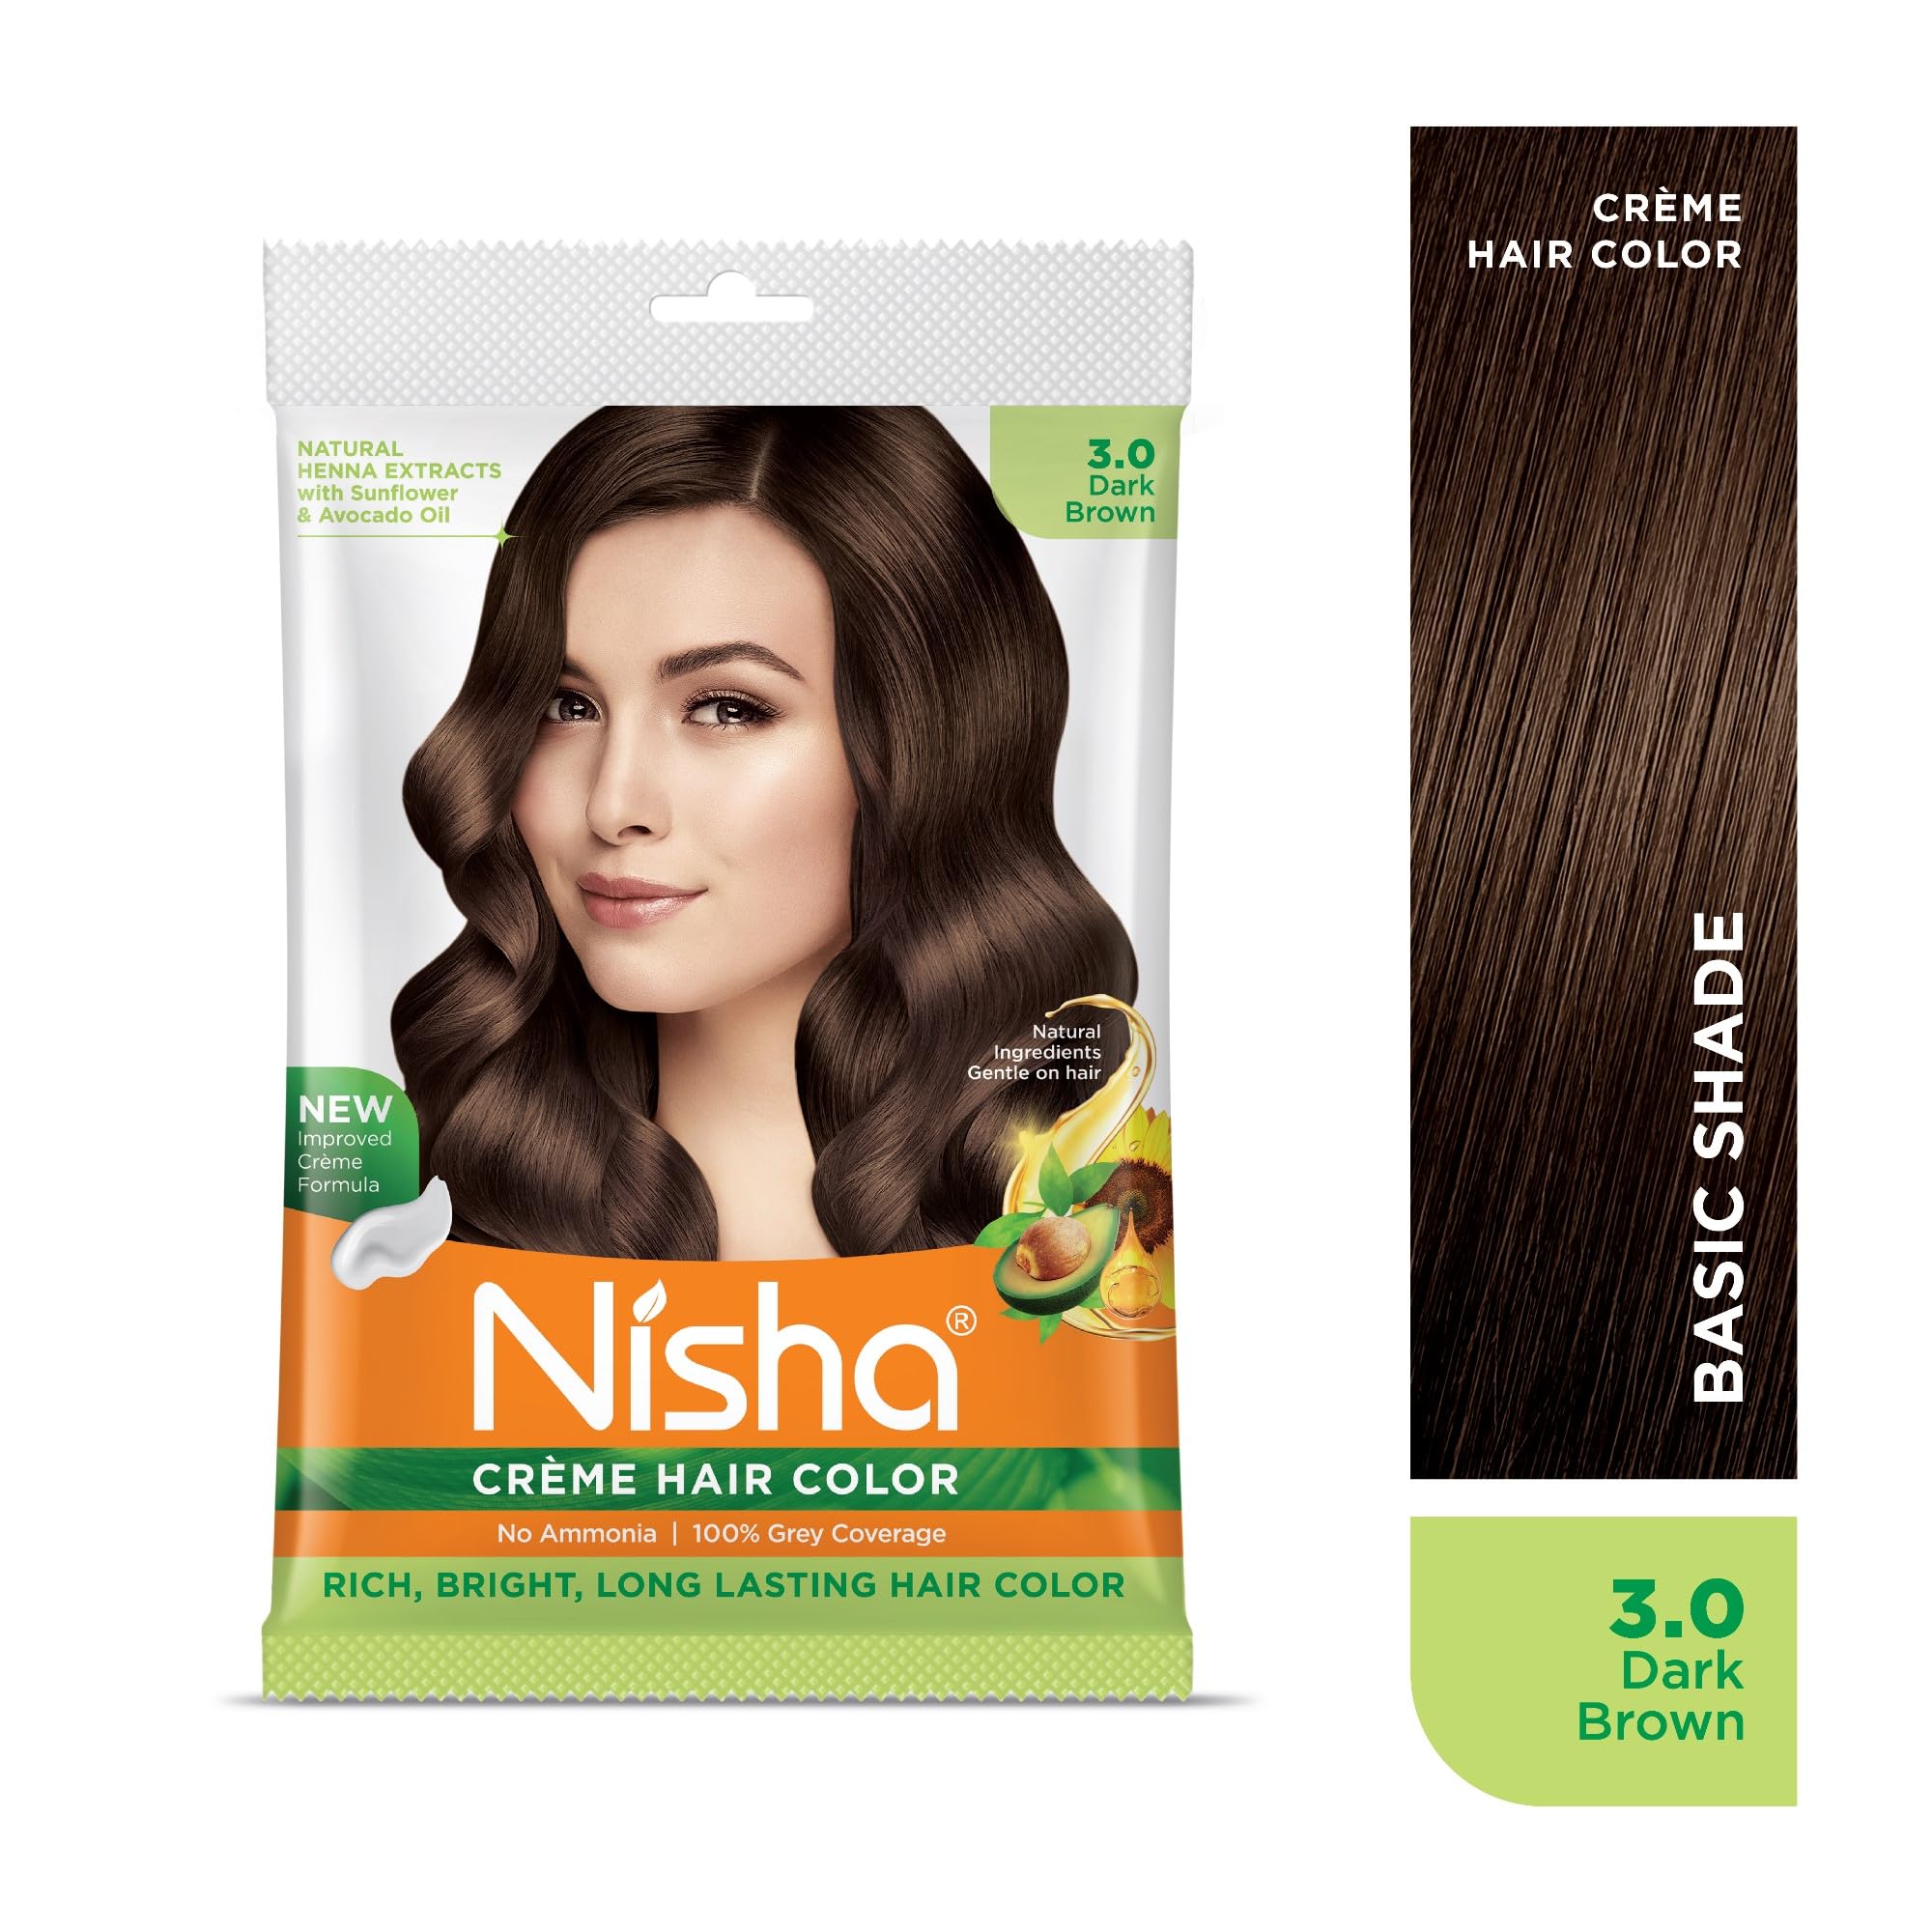 NATURAL
HENNA EXTRACTS
with Sunflower
& Avocado Oil
3.0
Dark
Brown
Natural
Ingredients
Gentle on hair
NEW
Improved
Crème
Formula
Nisha®
CRÈME HAIR COLOR
No Ammonia | 100% Grey Coverage
RICH, BRIGHT, LONG LASTING HAIR COLOR
CRÈME
HAIR COLOR
BASIC SHADE
3.0
Dark
Brown